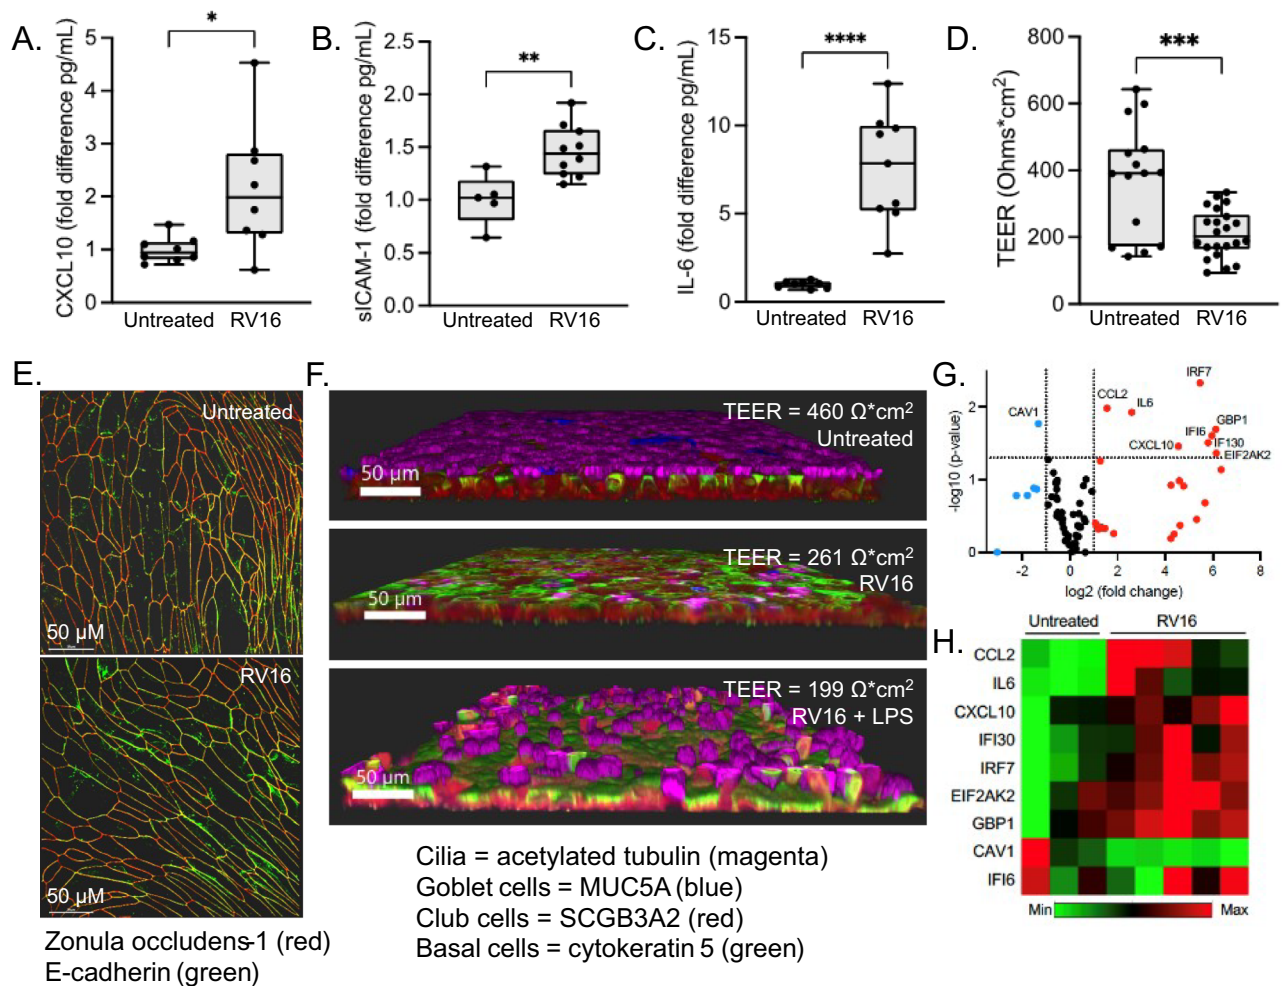 A.
CXCL10 (fold difference pg/mL)
5
4
3
2
1
0
*
Untreated
RV16
B.
sICAM-1 (fold difference pg/mL)
2.5
2.0
1.5
1.0
0.5
0.0
**
Untreated
RV16
C.
IL-6 (fold difference pg/mL)
15
10
5
0
****
Untreated
RV16
D.
TEER (Ohms*cm²)
800
600
400
200
0
***
Untreated
RV16
E.
Untreated
50 µM
RV16
50 µM
Zonula occludens-1 (red)
E-cadherin (green)
F.
TEER = 460 Ω*cm²
Untreated
50 µm
TEER = 261 Ω*cm²
RV16
50 µm
TEER = 199 Ω*cm²
RV16 + LPS
50 µm
Cilia = acetylated tubulin (magenta)
Goblet cells = MUC5A (blue)
Club cells = SCGB3A2 (red)
Basal cells = cytokeratin 5 (green)
G.
-log10 (p-value)
2
1
0
IRF7
CCL2
IL6
CAV1
GBP1
IFI6
IF130
CXCL10
EIF2AK2
-2 0 2 4 6 8
log2 (fold change)
H.
Untreated
RV16
CCL2
IL6
CXCL10
IFI30
IRF7
EIF2AK2
GBP1
CAV1
IFI6
Min
Max